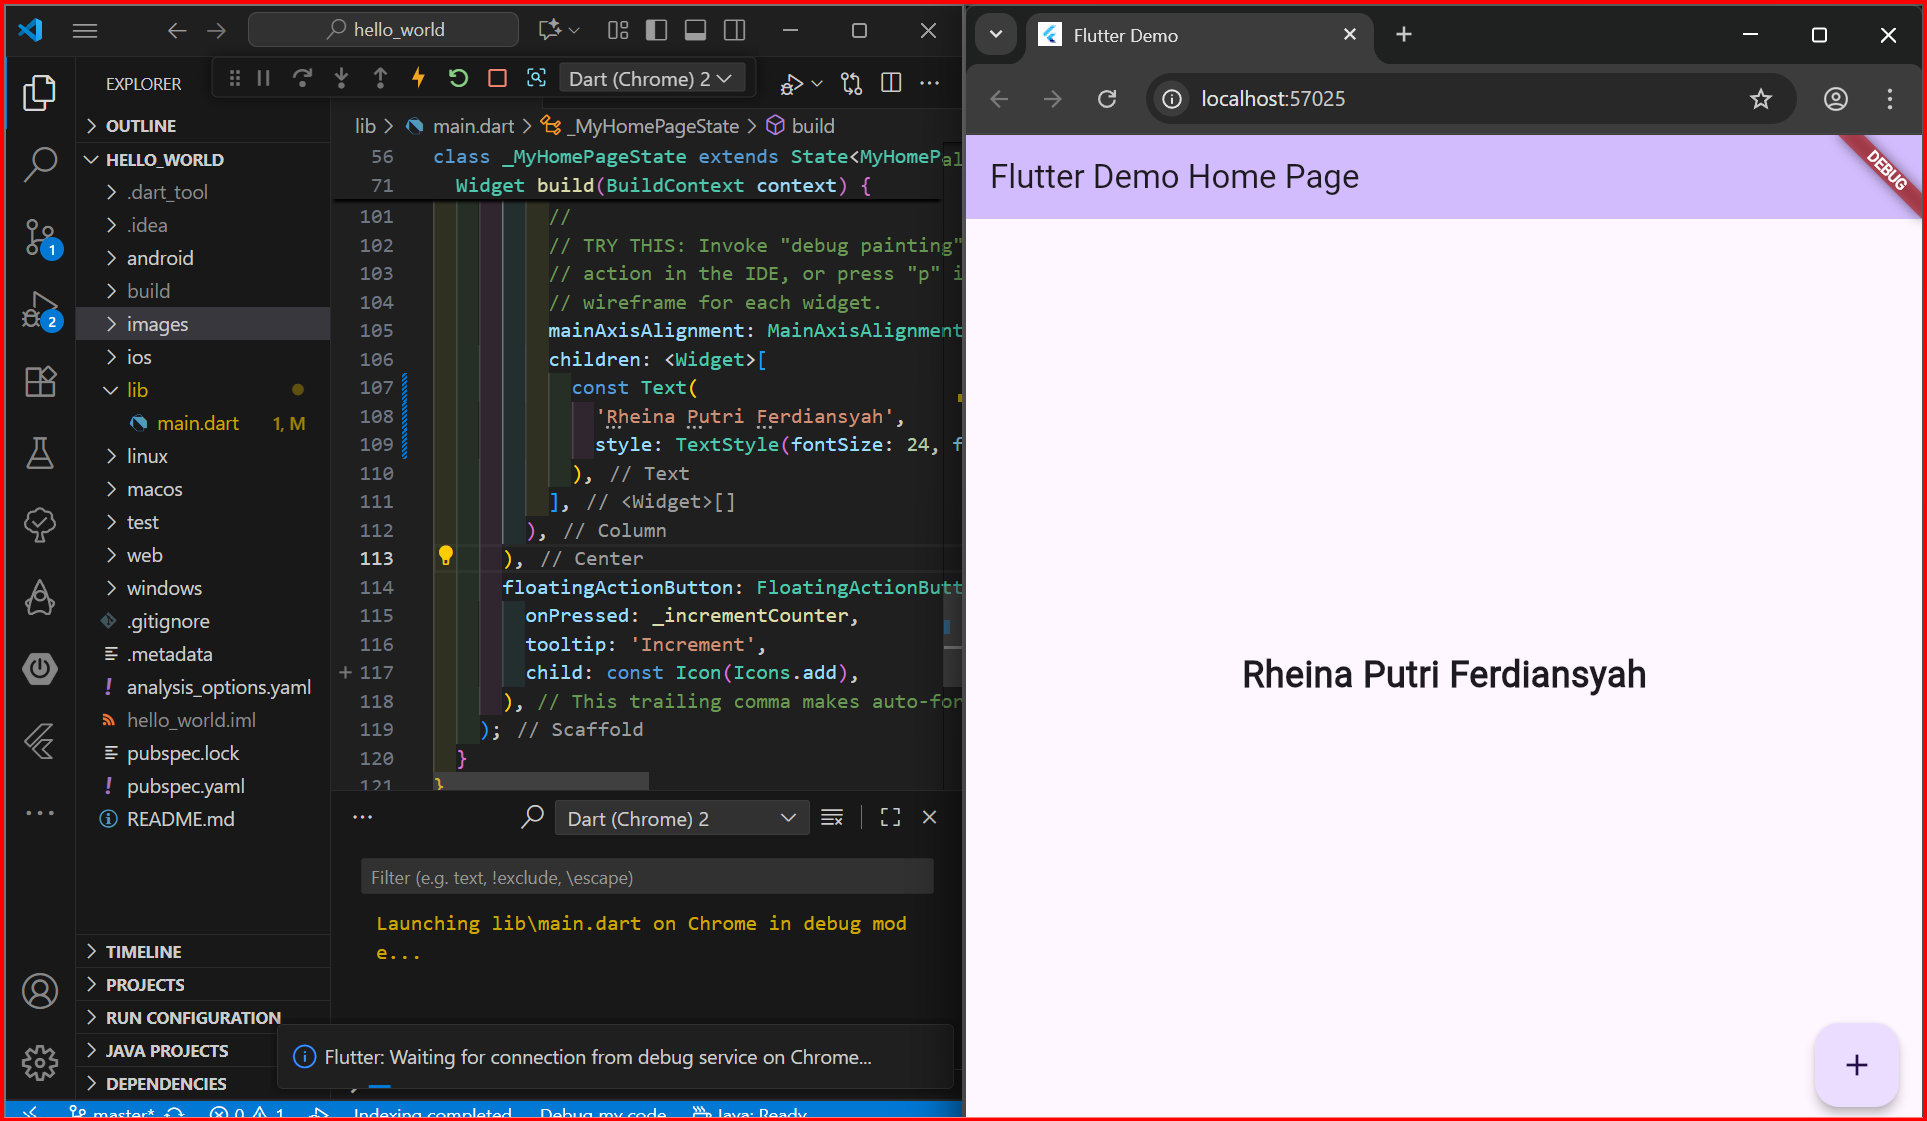 hello_world
Dart (Chrome) 2
EXPLORER
OUTLINE
HELLO_WORLD
.dart_tool
.idea
android
build
images
ios
lib
main.dart 1, M
linux
macos
test
web
windows
.gitignore
.metadata
analysis_options.yaml
hello_world.iml
pubspec.lock
pubspec.yaml
README.md
TIMELINE
PROJECTS
RUN CONFIGURATION
JAVA PROJECTS
DEPENDENCIES
1
2
lib > main.dart > _MyHomePageState > build
56 class _MyHomePageState extends State<MyHomeP
71 Widget build(BuildContext context) {
101 //
102 // TRY THIS: Invoke "debug painting"
103 // action in the IDE, or press "p" i
104 // wireframe for each widget.
105 mainAxisAlignment: MainAxisAlignment
106 children: <Widget>[
107 const Text(
108 'Rheina Putri Ferdiansyah',
109 style: TextStyle(fontSize: 24, f
110 ), // Text
111 ], // <Widget>[]
112 ), // Column
113 ), // Center
114 floatingActionButton: FloatingActionButt
115 onPressed: _incrementCounter,
116 tooltip: 'Increment',
117 child: const Icon(Icons.add),
118 ), // This trailing comma makes auto-for
119 ); // Scaffold
120 }
121 }
Dart (Chrome) 2
Filter (e.g. text, !exclude, \escape)
Launching lib\main.dart on Chrome in debug mod
e...
Flutter: Waiting for connection from debug service on Chrome...
master* 0 1 Indexing completed Debug my code Java: Ready
Flutter Demo
localhost:57025
Flutter Demo Home Page
DEBUG
Rheina Putri Ferdiansyah
+